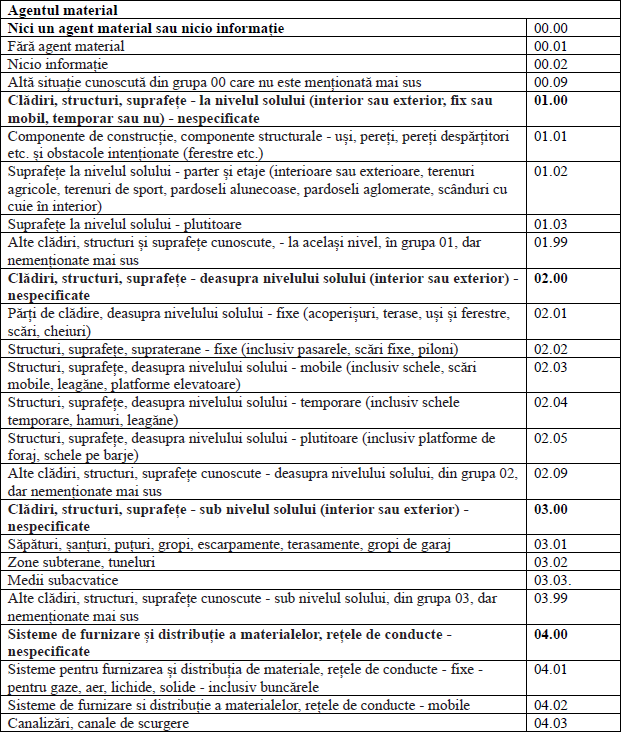 Agentul material
Nici un agent material sau nicio informație 00.00
Fără agent material 00.01
Nicio informație 00.02
Altă situație cunoscută din grupa 00 care nu este menționată mai sus 00.09
Clădiri, structuri, suprafețe - la nivelul solului (interior sau exterior, fix sau 01.00
mobil, temporar sau nu) - nespecificate
Componente de construcție, componente structurale - uși, pereți, pereți despărțitori 01.01
etc. și obstacole intenționate (ferestre etc.)
Suprafețe la nivelul solului - parter și etaje (interioare sau exterioare, terenuri 01.02
agricole, terenuri de sport, pardoseli alunecoase, pardoseli aglomerate, scânduri cu
cuie în interior)
Suprafețe la nivelul solului - plutitoare 01.03
Alte clădiri, structuri și suprafețe cunoscute, - la același nivel, în grupa 01, dar 01.99
nemenționate mai sus
Clădiri, structuri, suprafețe - deasupra nivelului solului (interior sau exterior) - 02.00
nespecificate
Părți de clădire, deasupra nivelului solului - fixe (acoperișuri, terase, uși și ferestre, 02.01
scări, cheiuri)
Structuri, suprafețe, supraterane - fixe (inclusiv pasarele, scări fixe, piloni) 02.02
Structuri, suprafețe, deasupra nivelului solului - mobile (inclusiv schele, scări 02.03
mobile, leagăne, platforme elevatoare)
Structuri, suprafețe, deasupra nivelului solului - temporare (inclusiv schele 02.04
temporare, hamuri, leagăne)
Structuri, suprafețe, deasupra nivelului solului - plutitoare (inclusiv platforme de 02.05
foraj, schele pe barje)
Alte clădiri, structuri, suprafețe cunoscute - deasupra nivelului solului, din grupa 02, 02.09
dar nemenționate mai sus
Clădiri, structuri, suprafețe - sub nivelul solului (interior sau exterior) - 03.00
nespecificate
Săpături, șanțuri, puțuri, gropi, escarpamente, terasamente, gropi de garaj 03.01
Zone subterane, tuneluri 03.02
Medii subacvatice 03.03.
Alte clădiri, structuri, suprafețe cunoscute - sub nivelul solului, din grupa 03, dar 03.99
nemenționate mai sus
Sisteme de furnizare și distribuție a materialelor, rețele de conducte - 04.00
nespecificate
Sisteme pentru furnizarea și distribuția de materiale, rețele de conducte - fixe - 04.01
pentru gaze, aer, lichide, solide - inclusiv buncărele
Sisteme de furnizare si distribuție a materialelor, rețele de conducte - mobile 04.02
Canalizări, canale de scurgere 04.03